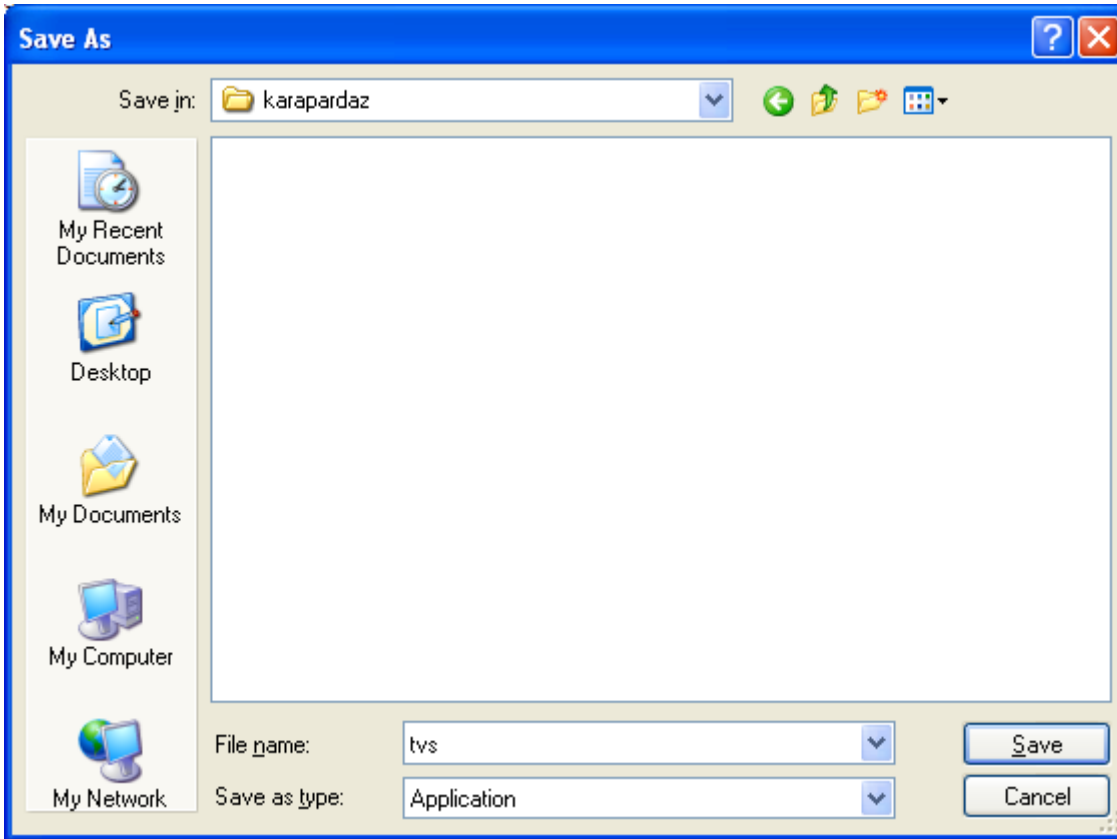 Save As
Save in:
karapardaz
My Recent
Documents
Desktop
My Documents
My Computer
My Network
File name:
tvs
Save
Save as type:
Application
Cancel